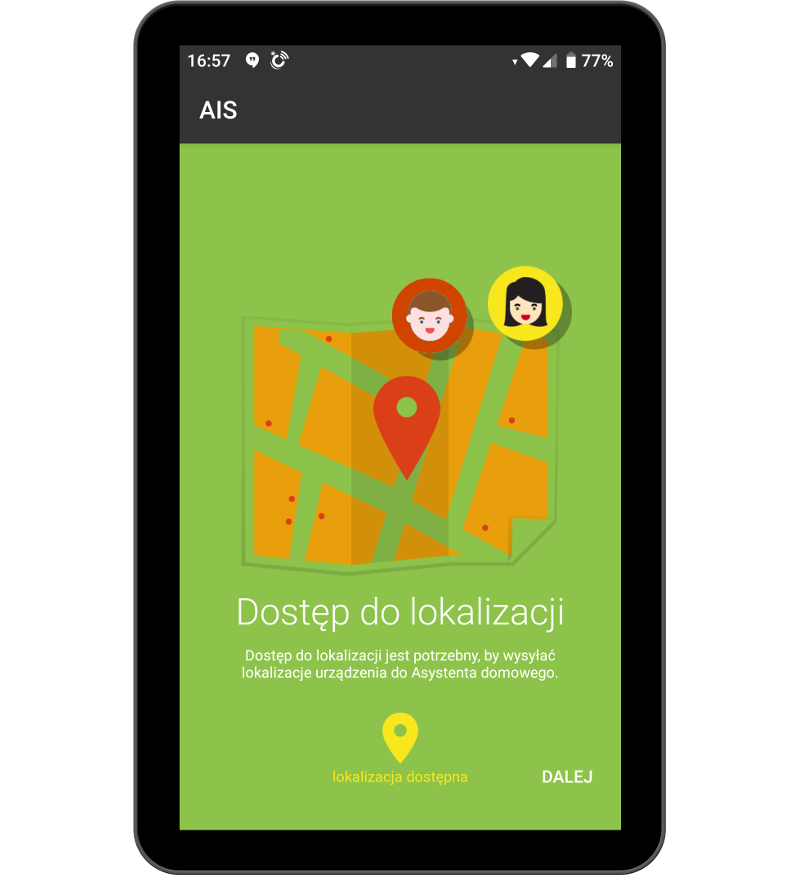 16:57
77%
AIS
Dostęp do lokalizacji
Dostęp do lokalizacji jest potrzebny, by wysyłać
lokalizacje urządzenia do Asystenta domowego.
lokalizacja dostępna
DALEJ